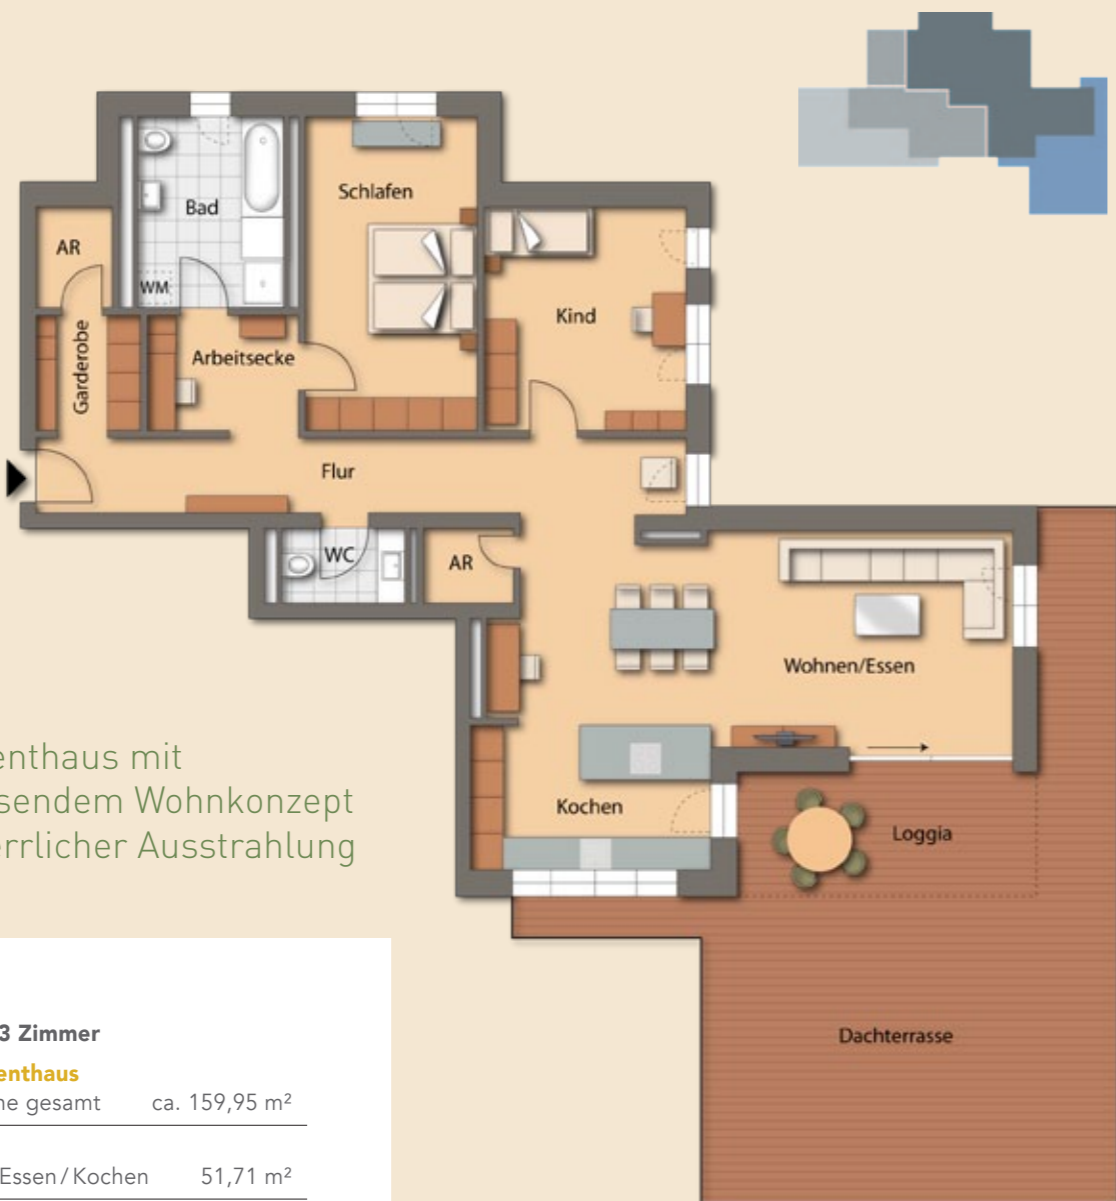 Bad
Schlafen
AR
WM
Kind
Garderobe
Arbeitsecke
Flur
WC
AR
Wohnen/Essen
Kochen
Loggia
Dachterrasse
enthaus mit
sendem Wohnkonzept
errlicher Ausstrahlung
3 Zimmer
enthaus
he gesamt ca. 159,95 m²
Essen / Kochen 51,71 m²